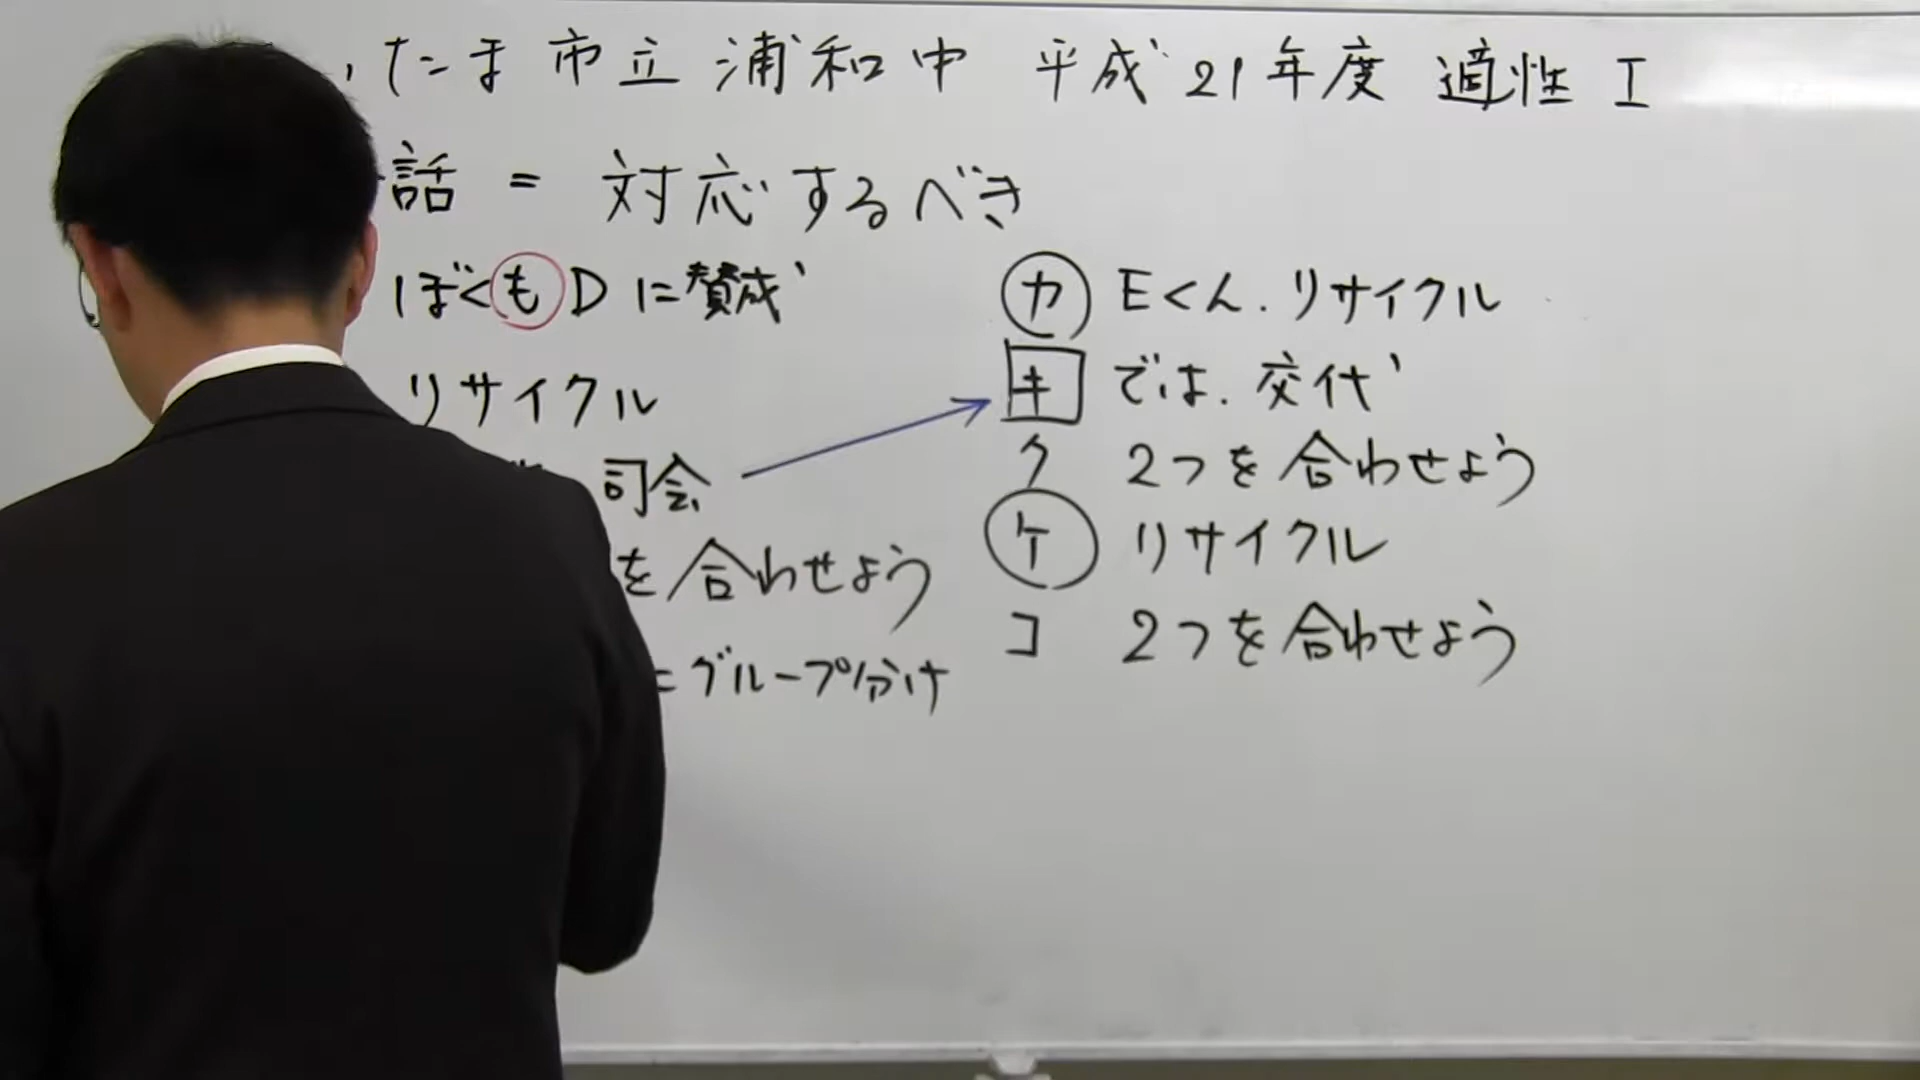 たま市立浦和中 平成21年度 適性I
話 = 対応するべき
ぼくもDに賛成
リサイクル
司会
を合わせよう
=グループ分け
カ Eくん.リサイクル
キ では.交代
ク 2つを合わせよう
ケ リサイクル
コ 2つを合わせよう